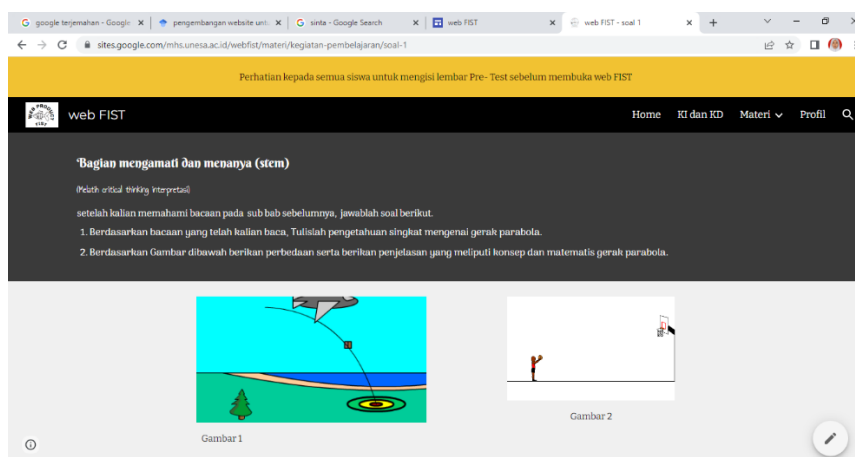 google terjemahan - Google
pengembangan website untu
sinta - Google Search
web FIST
web FIST - soal 1
sites.google.com/mhs.unesa.ac.id/webfist/materi/kegiatan-pembelajaran/soal-1
Perhatian kepada semua siswa untuk mengisi lembar Pre- Test sebelum membuka web FIST
WEB PRODUCT
FIST
web FIST
Home KI dan KD Materi Profil
Bagian mengamati dan menanya (stem)
(Melatih critical thinking interpretasi)
setelah kalian memahami bacaan pada sub bab sebelumnya, jawablah soal berikut.
1. Berdasarkan bacaan yang telah kalian baca, Tulislah pengetahuan singkat mengenai gerak parabola.
2. Berdasarkan Gambar dibawah berikan perbedaan serta berikan penjelasan yang meliputi konsep dan matematis gerak parabola.
Gambar 1
Gambar 2